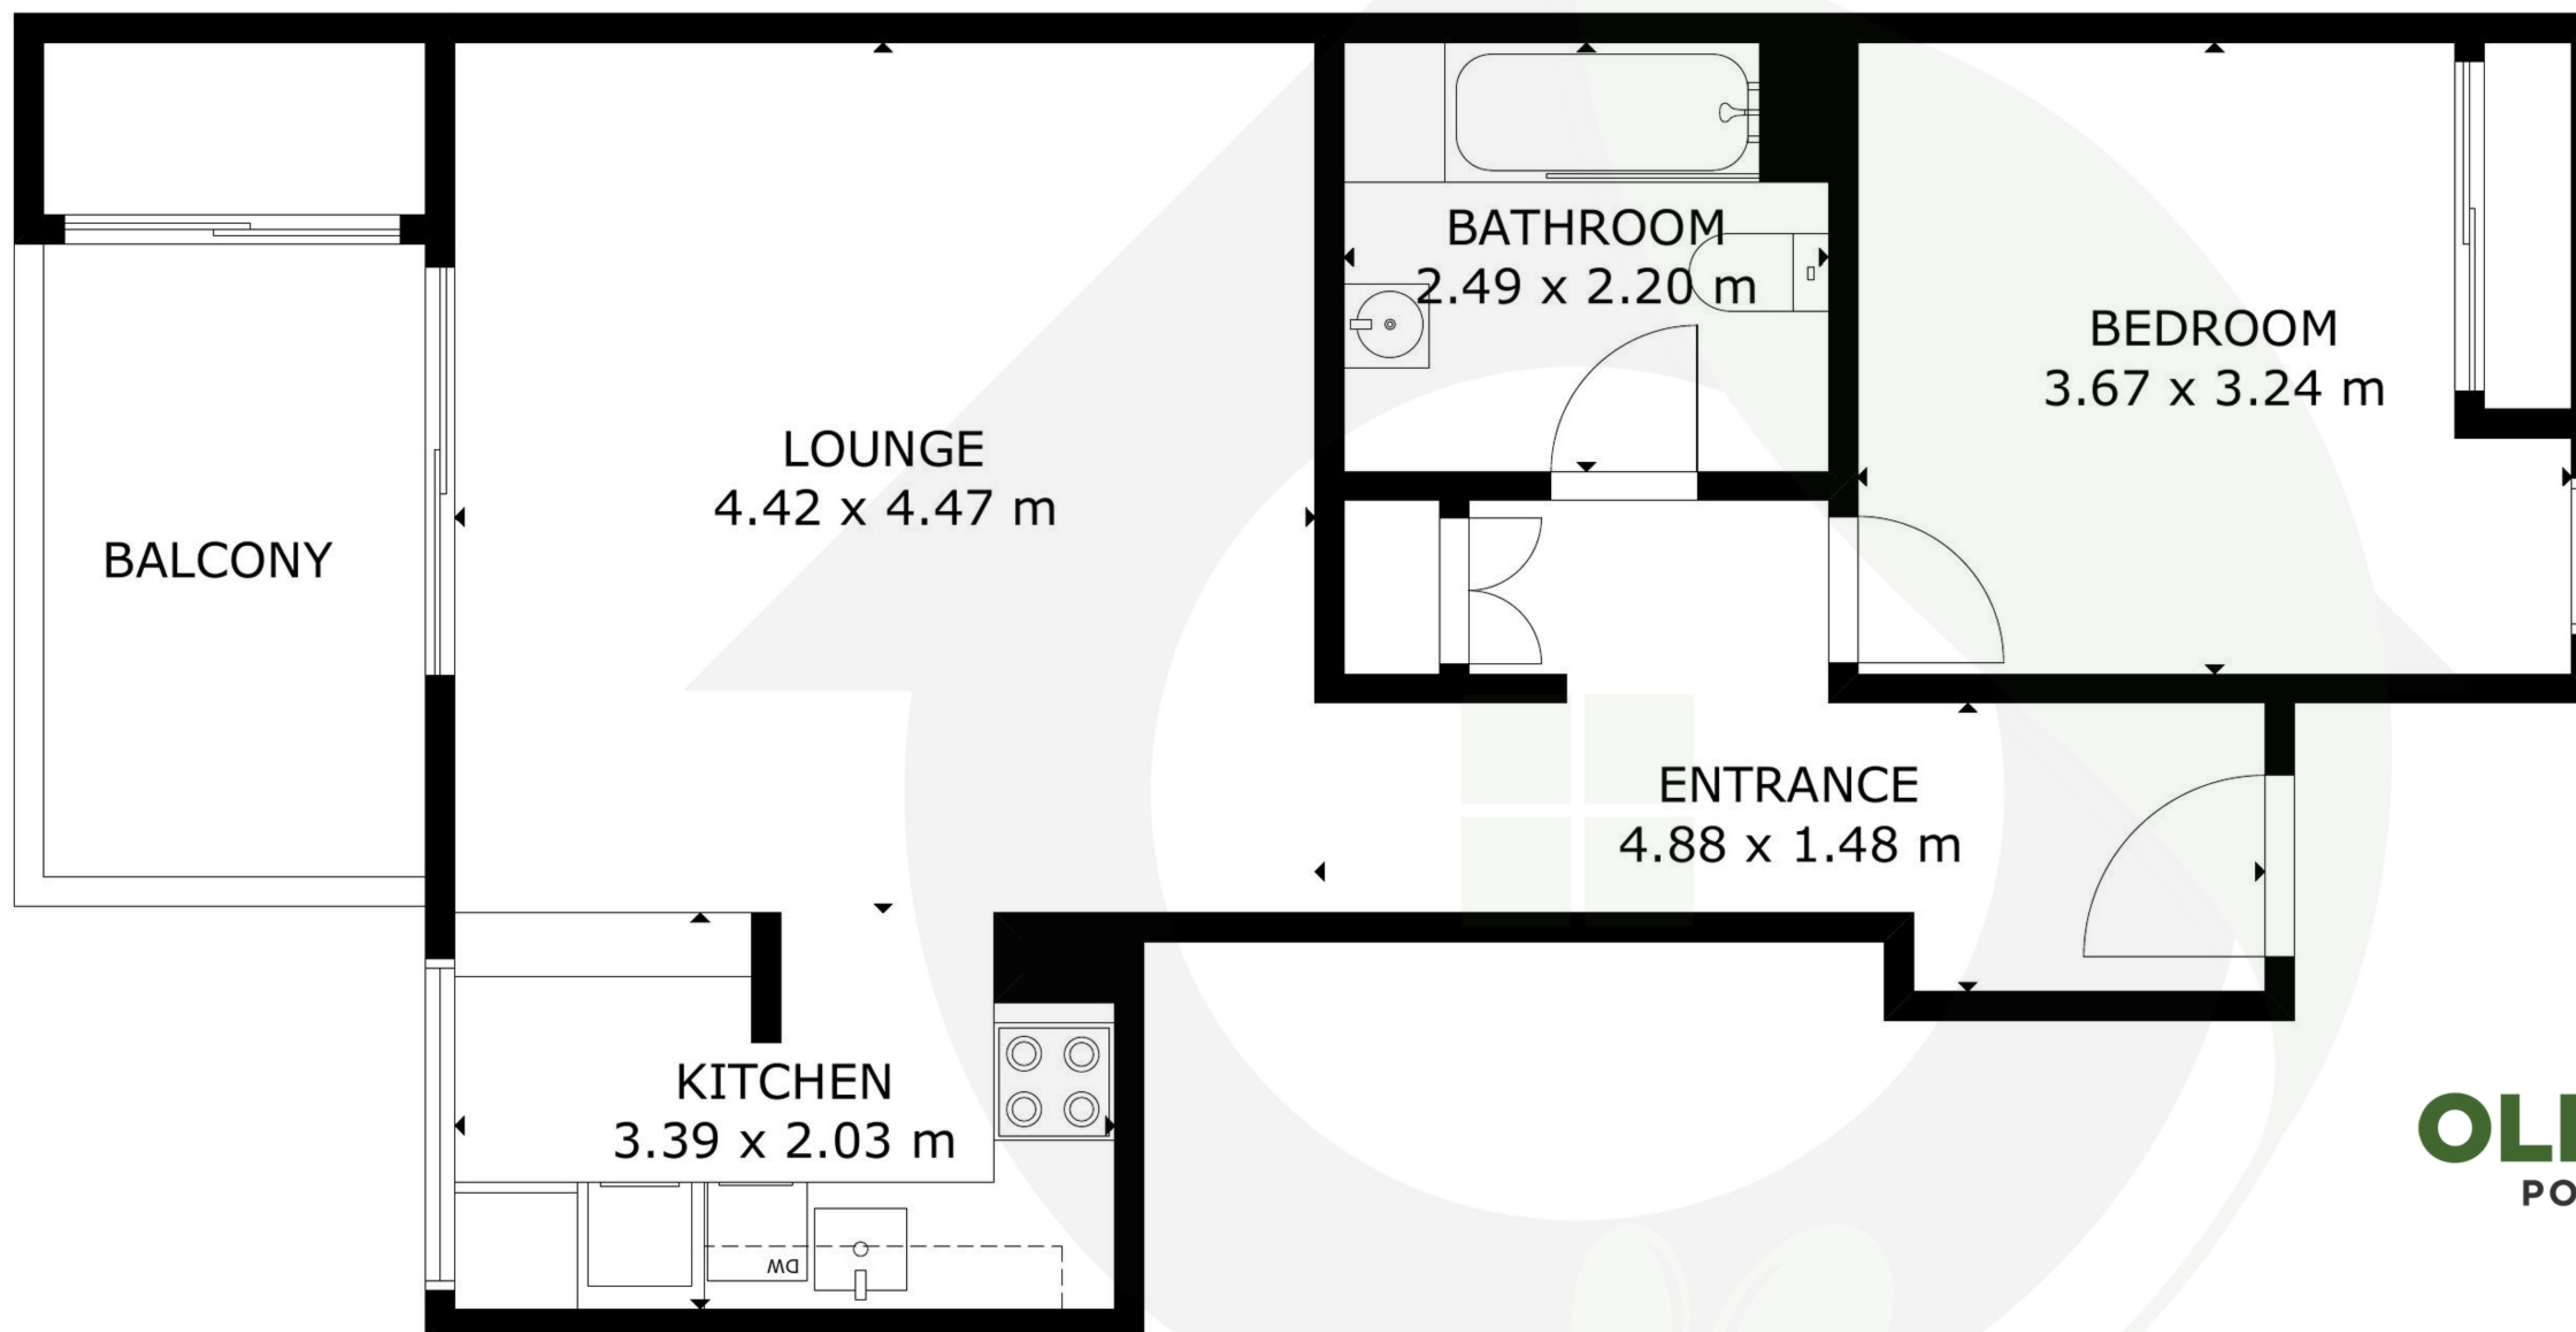 BATHROOM
2.49 x 2.20 m
BEDROOM
3.67 x 3.24 m
LOUNGE
4.42 x 4.47 m
BALCONY
ENTRANCE
4.88 x 1.48 m
KITCHEN
3.39 x 2.03 m
DW